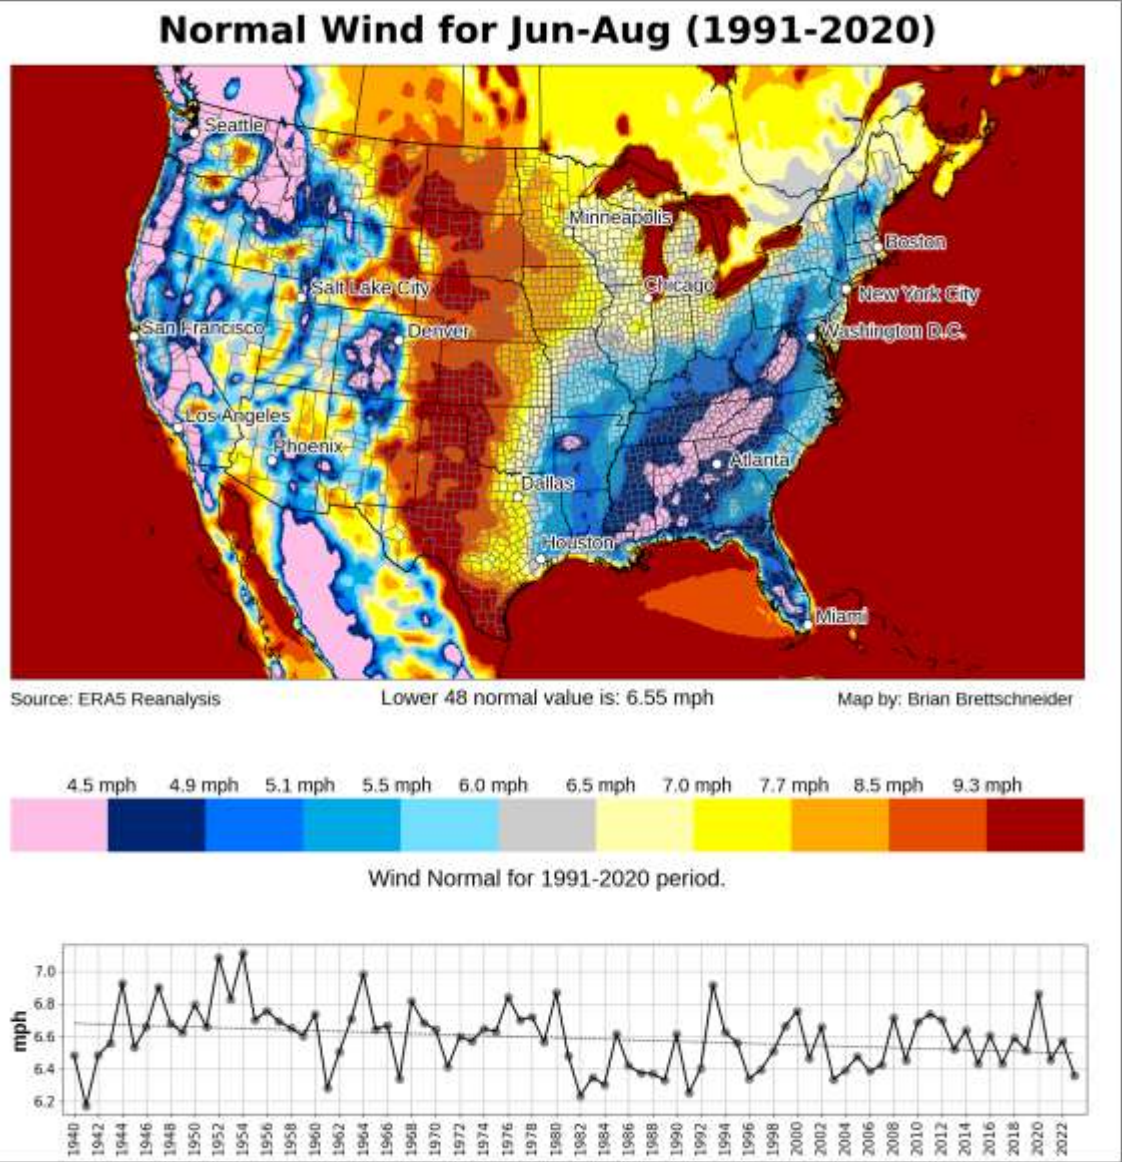 Normal Wind for Jun-Aug (1991-2020)
Seattle
Minneapolis
Boston
Salt Lake City
Chicago
New York City
San Francisco
Denver
Washington D.C.
Los Angeles
Phoenix
Atlanta
Dallas
Houston
Miami
Source: ERA5 Reanalysis
Lower 48 normal value is: 6.55 mph
Map by: Brian Brettschneider
4.5 mph 4.9 mph 5.1 mph 5.5 mph 6.0 mph 6.5 mph 7.0 mph 7.7 mph 8.5 mph 9.3 mph
Wind Normal for 1991-2020 period.
mph
7.0
6.8
6.6
6.4
6.2
1940 1942 1944 1946 1948 1950 1952 1954 1956 1958 1960 1962 1964 1966 1968 1970 1972 1974 1976 1978 1980 1982 1984 1986 1988 1990 1992 1994 1996 1998 2000 2002 2004 2006 2008 2010 2012 2014 2016 2018 2020 2022